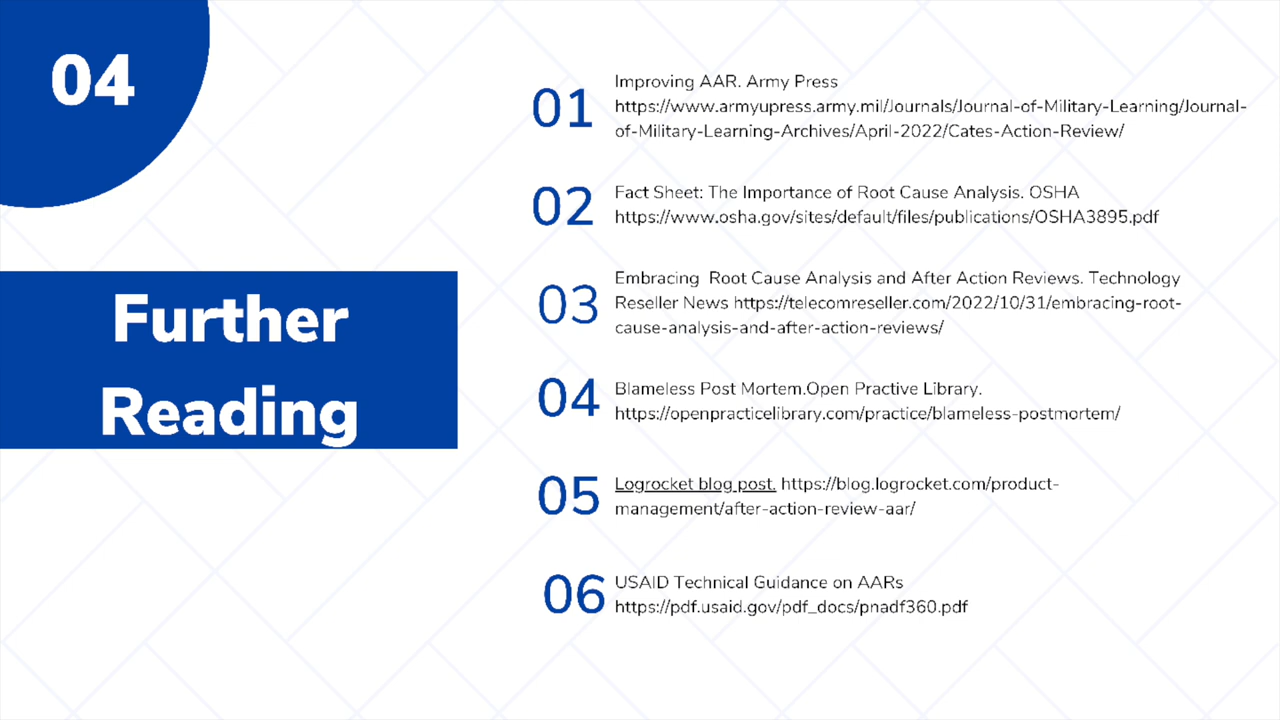 04
Further
Reading
01
Improving AAR. Army Press
https://www.armyupress.army.mil/Journals/Journal-of-Military-Learning/Journal-
of-Military-Learning-Archives/April-2022/Cates-Action-Review/
02
Fact Sheet: The Importance of Root Cause Analysis. OSHA
https://www.osha.gov/sites/default/files/publications/OSHA3895.pdf
03
Embracing  Root Cause Analysis and After Action Reviews. Technology
Reseller News https://telecomreseller.com/2022/10/31/embracing-root-
cause-analysis-and-after-action-reviews/
04
Blameless Post Mortem.Open Practive Library.
https://openpracticelibrary.com/practice/blameless-postmortem/
05
Logrocket blog post. https://blog.logrocket.com/product-
management/after-action-review-aar/
06
USAID Technical Guidance on AARs
https://pdf.usaid.gov/pdf_docs/pnadf360.pdf